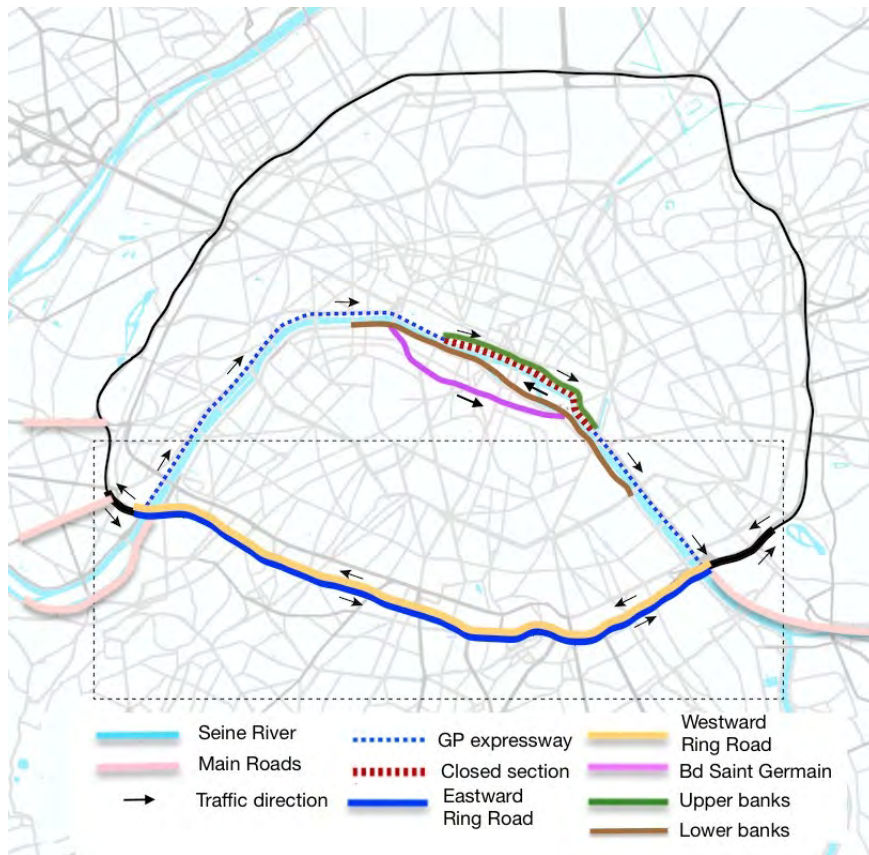 Seine River
Main Roads
Traffic direction
GP expressway
Closed section
Eastward
Ring Road
Westward
Ring Road
Bd Saint Germain
Upper banks
Lower banks